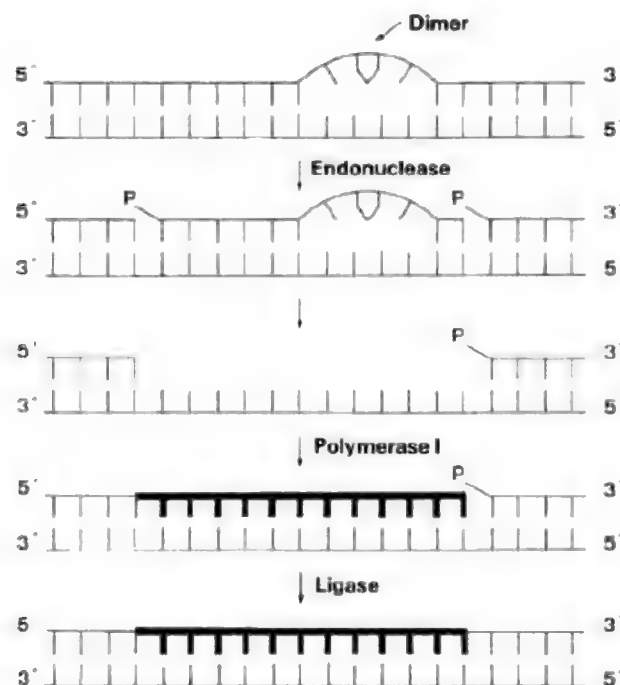 Dimer
5' 3'
3' 5'
Endonuclease
P P
5' 3'
3' 5
P
5' 3'
3' 5
Polymerase I
P
5' 3'
3' 5'
Ligase
5 3'
3' 5'